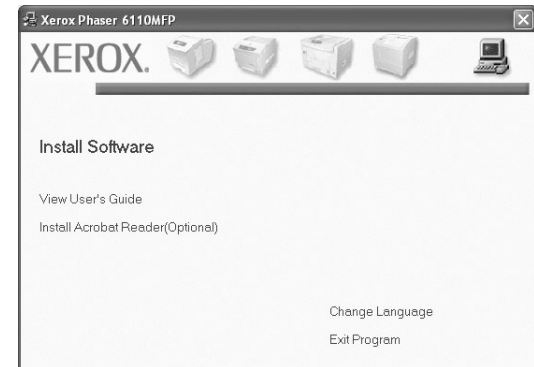 Xerox Phaser 6110MFP
XEROX.
Install Software
View User's Guide
Install Acrobat Reader(Optional)
Change Language
Exit Program